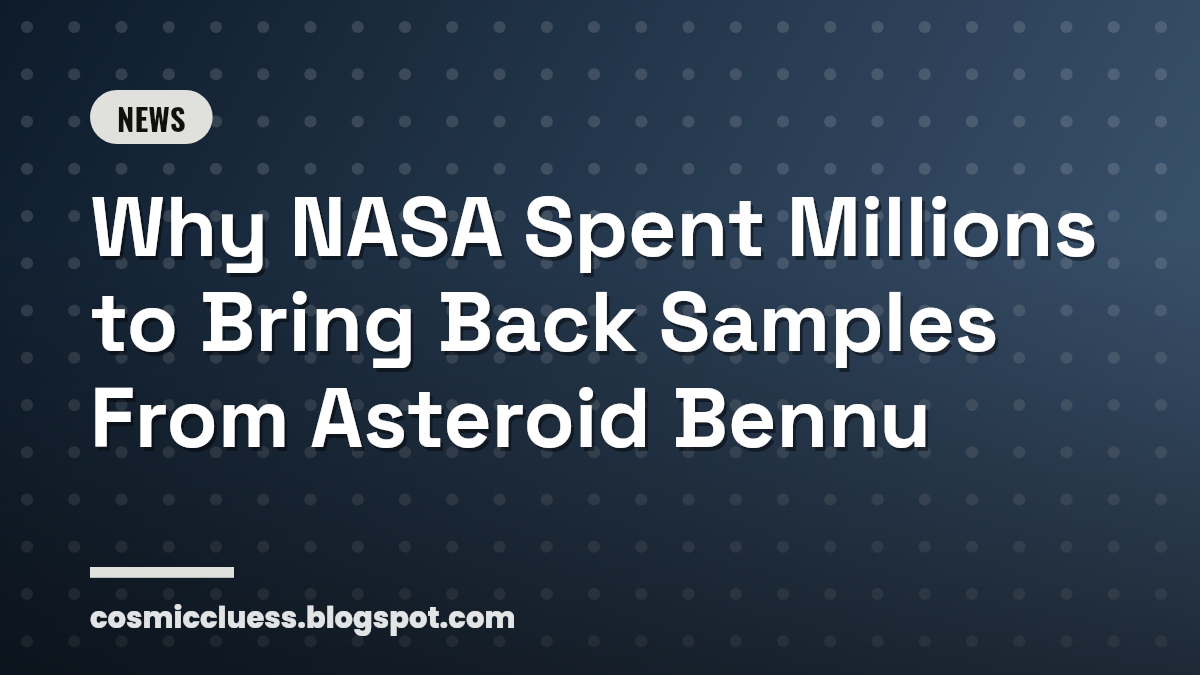 NEWS
Why NASA Spent Millions
to Bring Back Samples
From Asteroid Bennu
cosmiccluess.blogspot.com